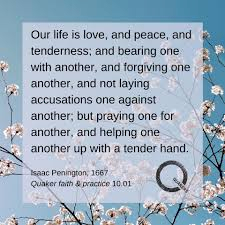 Our life is love, and peace, and
tenderness; and bearing one
with another, and forgiving one
another, and not laying
accusations one against
another; but praying one for
another, and helping one
another up with a tender hand.
Isaac Penington, 1667
Quaker faith & practice 10.01